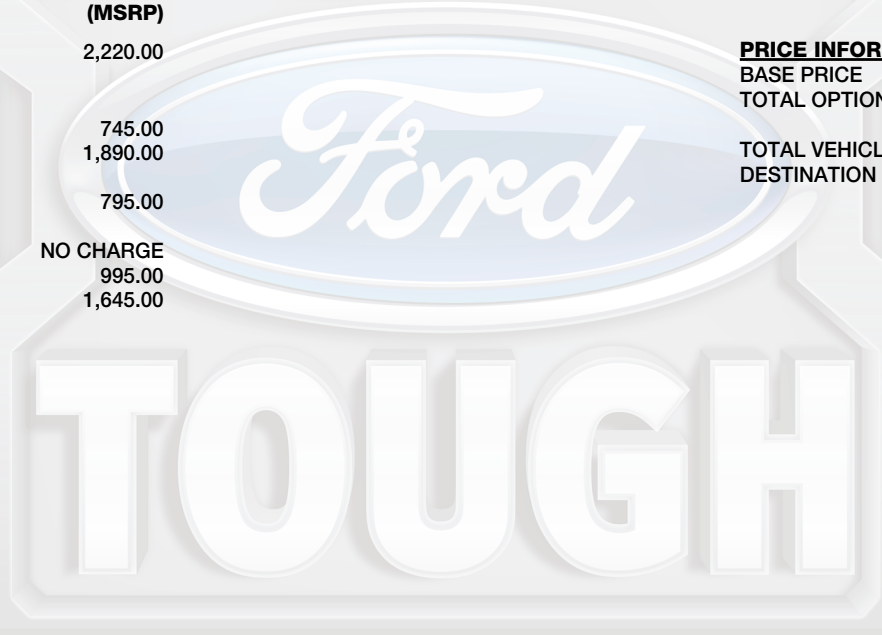 (MSRP)
2,220.00
745.00
1,890.00
795.00
NO CHARGE
995.00
1,645.00
PRICE INFOR
BASE PRICE
TOTAL OPTION
TOTAL VEHICL
DESTINATION
Ford
TOUGH